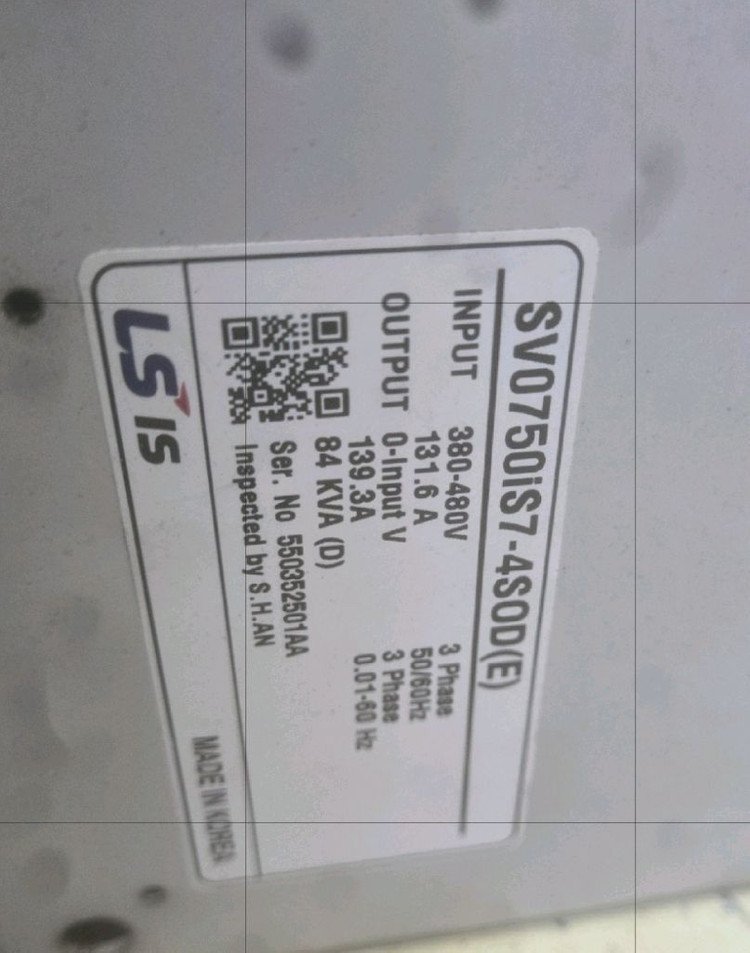 SV0750iS7-4SOD(E)
INPUT 380-480V 3 Phase
131.6 A 50/60Hz
OUTPUT 0-Input V 3 Phase
139.3A 0.01-60 Hz
84 KVA (D)
Ser. No 550352501AA
Inspected by S.H.AN
LS IS MADE IN KOREA